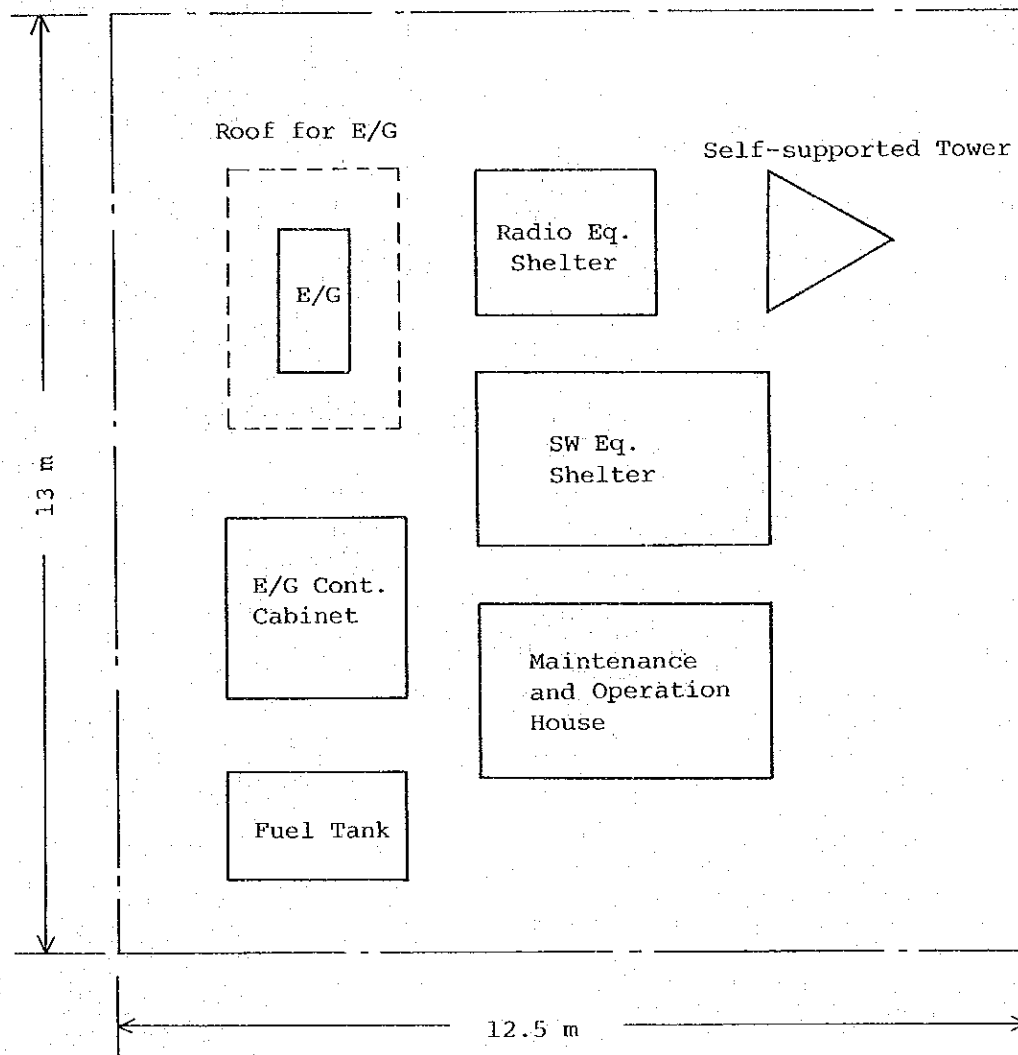 Roof for E/G
Self-supported Tower
Radio Eq.
Shelter
E/G
SW Eq.
Shelter
13 m
E/G Cont.
Cabinet
Maintenance
and Operation
House
Fuel Tank
12.5 m